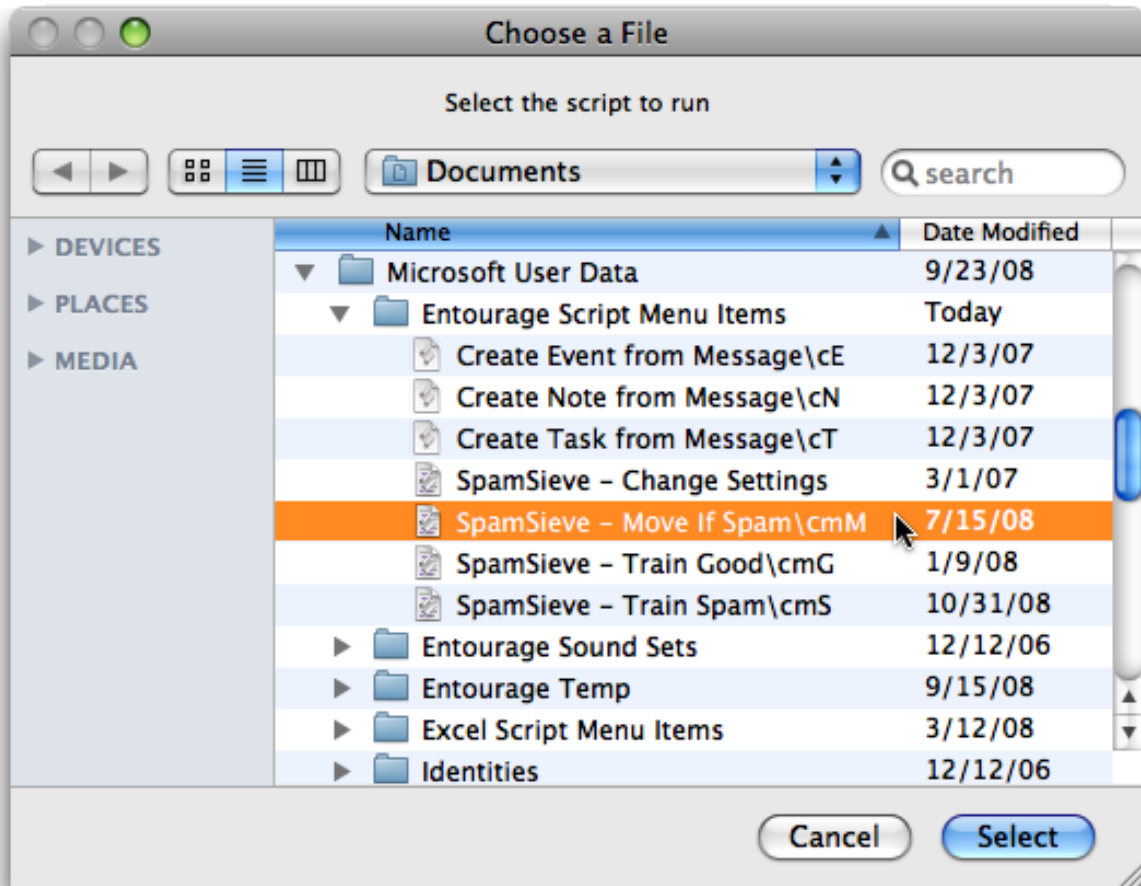 Choose a File
Select the script to run
Documents
search
DEVICES
PLACES
MEDIA
Name Date Modified
Microsoft User Data 9/23/08
Entourage Script Menu Items Today
Create Event from Message\cE 12/3/07
Create Note from Message\cN 12/3/07
Create Task from Message\cT 12/3/07
SpamSieve – Change Settings 3/1/07
SpamSieve – Move If Spam\cmM 7/15/08
SpamSieve – Train Good\cmG 1/9/08
SpamSieve – Train Spam\cmS 10/31/08
Entourage Sound Sets 12/12/06
Entourage Temp 9/15/08
Excel Script Menu Items 3/12/08
Identities 12/12/06
Cancel Select